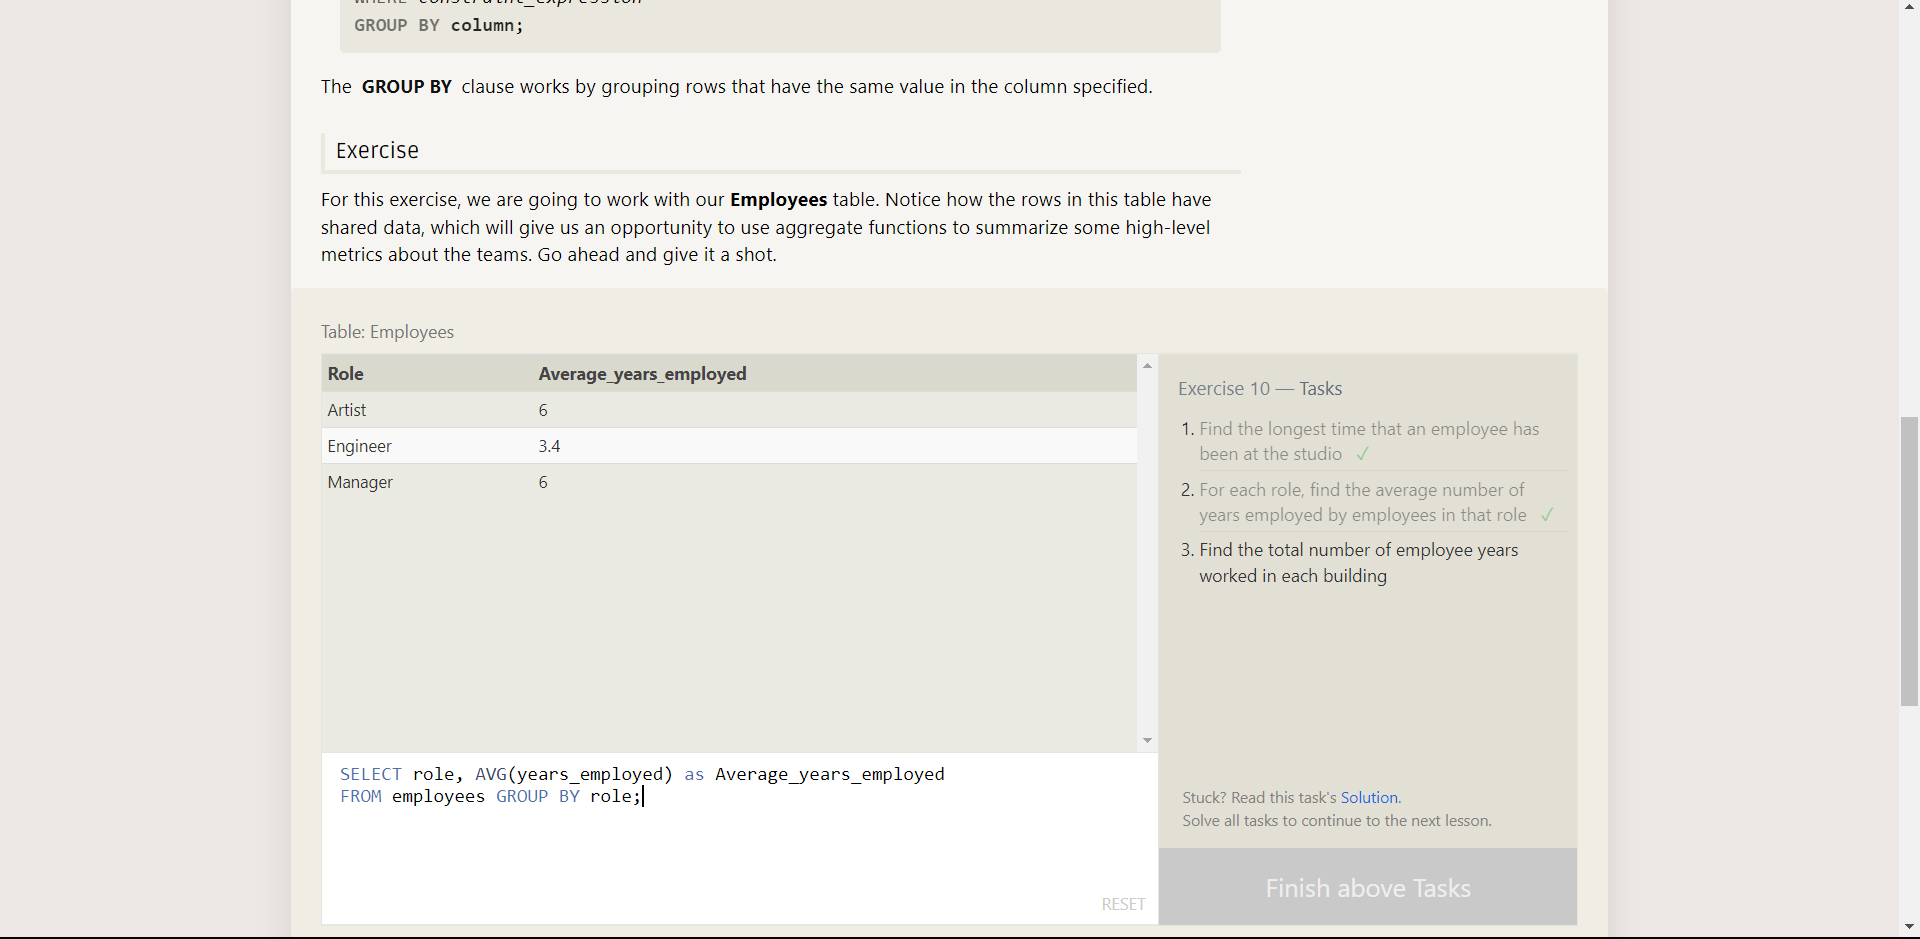 WHERE constraint_expression
GROUP BY column;
The GROUP BY clause works by grouping rows that have the same value in the column specified.
Exercise
For this exercise, we are going to work with our Employees table. Notice how the rows in this table have
shared data, which will give us an opportunity to use aggregate functions to summarize some high-level
metrics about the teams. Go ahead and give it a shot.
Table: Employees
Role Average_years_employed
Artist 6
Engineer 3.4
Manager 6
SELECT role, AVG(years_employed) as Average_years_employed
FROM employees GROUP BY role;
RESET
Exercise 10 — Tasks
1. Find the longest time that an employee has
been at the studio ✓
2. For each role, find the average number of
years employed by employees in that role ✓
3. Find the total number of employee years
worked in each building
Stuck? Read this task's Solution.
Solve all tasks to continue to the next lesson.
Finish above Tasks